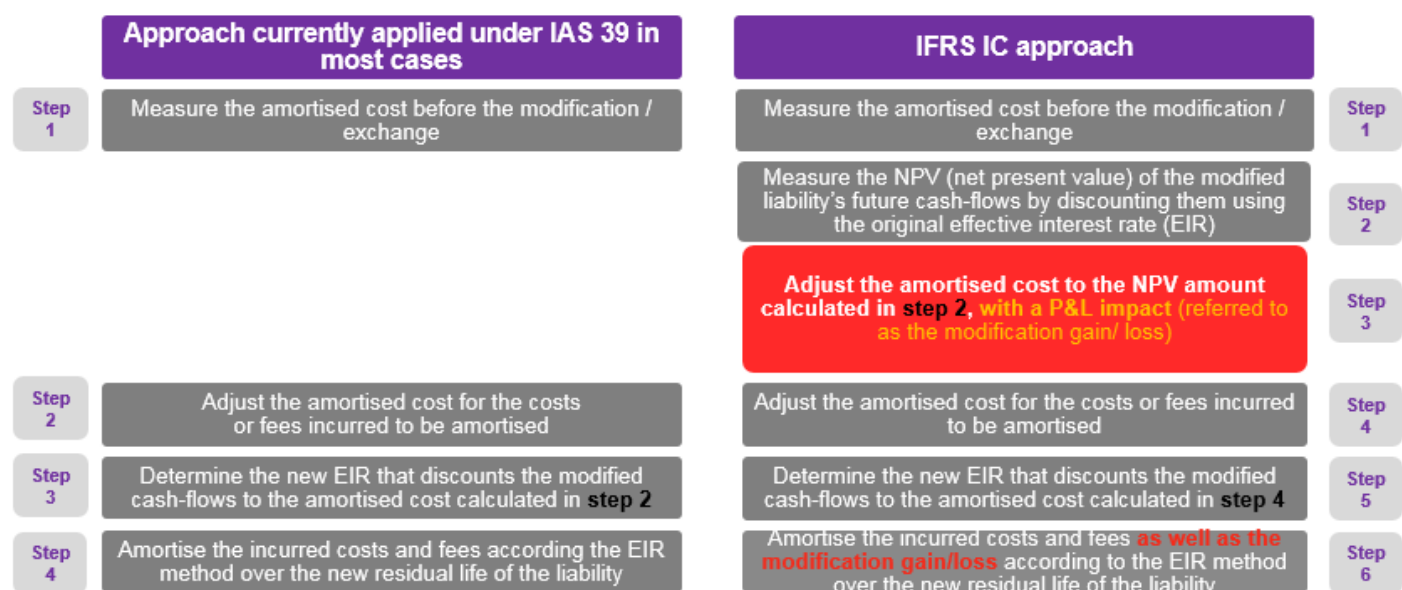 Approach currently applied under IAS 39 in
most cases
IFRS IC approach
Step
1
Measure the amortised cost before the modification /
exchange
Measure the amortised cost before the modification /
exchange
Step
1
Measure the NPV (net present value) of the modified
liability's future cash-flows by discounting them using
the original effective interest rate (EIR)
Step
2
Adjust the amortised cost to the NPV amount
calculated in step 2, with a P&L impact (referred to
as the modification gain/ loss)
Step
3
Step
2
Adjust the amortised cost for the costs
or fees incurred to be amortised
Adjust the amortised cost for the costs or fees incurred
to be amortised
Step
4
Step
3
Determine the new EIR that discounts the modified
cash-flows to the amortised cost calculated in step 2
Determine the new EIR that discounts the modified
cash-flows to the amortised cost calculated in step 4
Step
5
Step
4
Amortise the incurred costs and fees according the EIR
method over the new residual life of the liability
Amortise the incurred costs and fees as well as the
modification gain/loss according to the EIR method
over the new residual life of the liability
Step
6